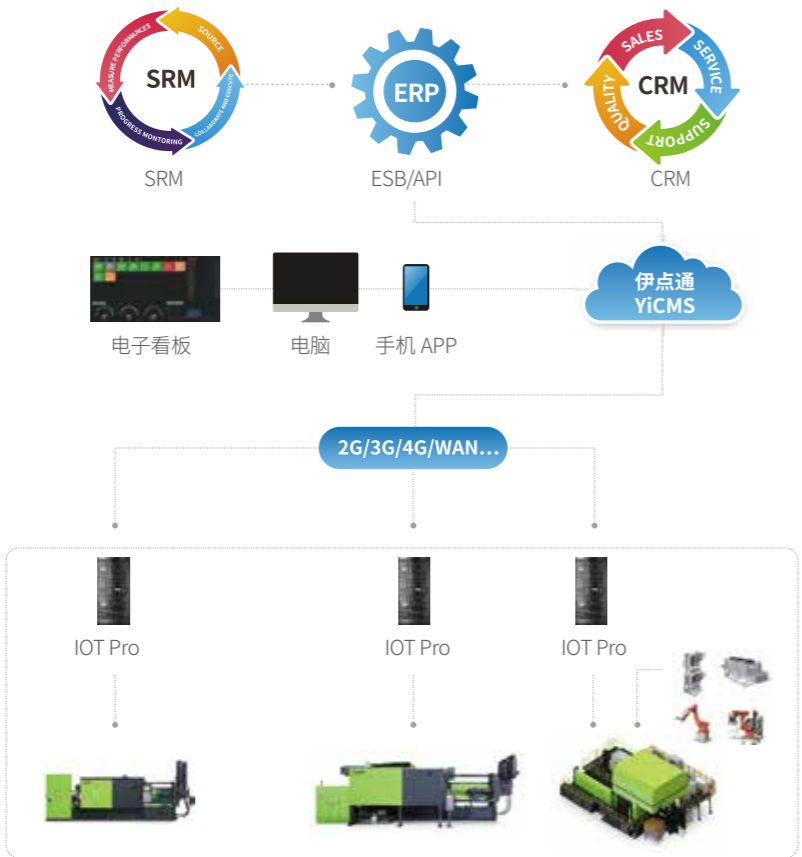 MEASURE PERFORMANCES
SOURCE
COLLABORATE AND EXECUTE
PROGRESS MONTORING
SRM
SRM
ERP
ESB/API
SALES
SERVICE
SUPPORT
QUALITY
CRM
CRM
伊点通
YiCMS
电子看板
电脑
手机 APP
2G/3G/4G/WAN...
IOT Pro
IOT Pro
IOT Pro